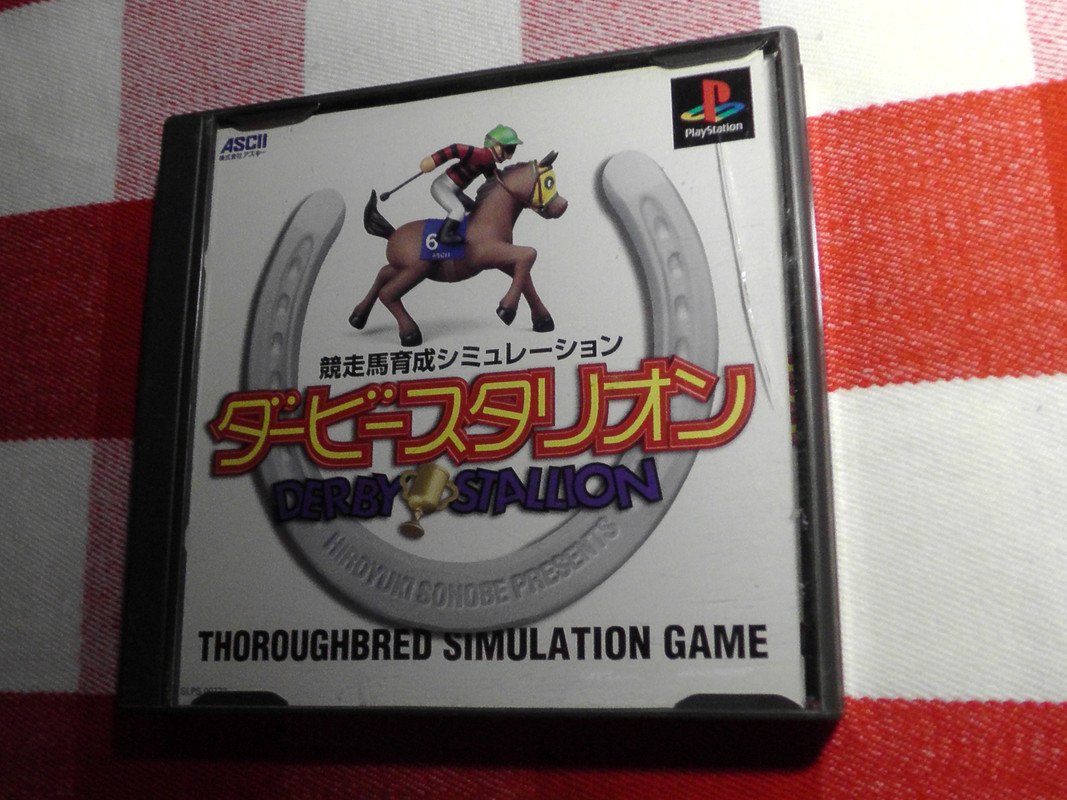 ASCII
株式会社アスキー
PlayStation
6
ASCII
競走馬育成シミュレーション
ダービースタリオン
DERBY STALLION
HIROYUKI SONOBE PRESENTS
THOROUGHBRED SIMULATION GAME